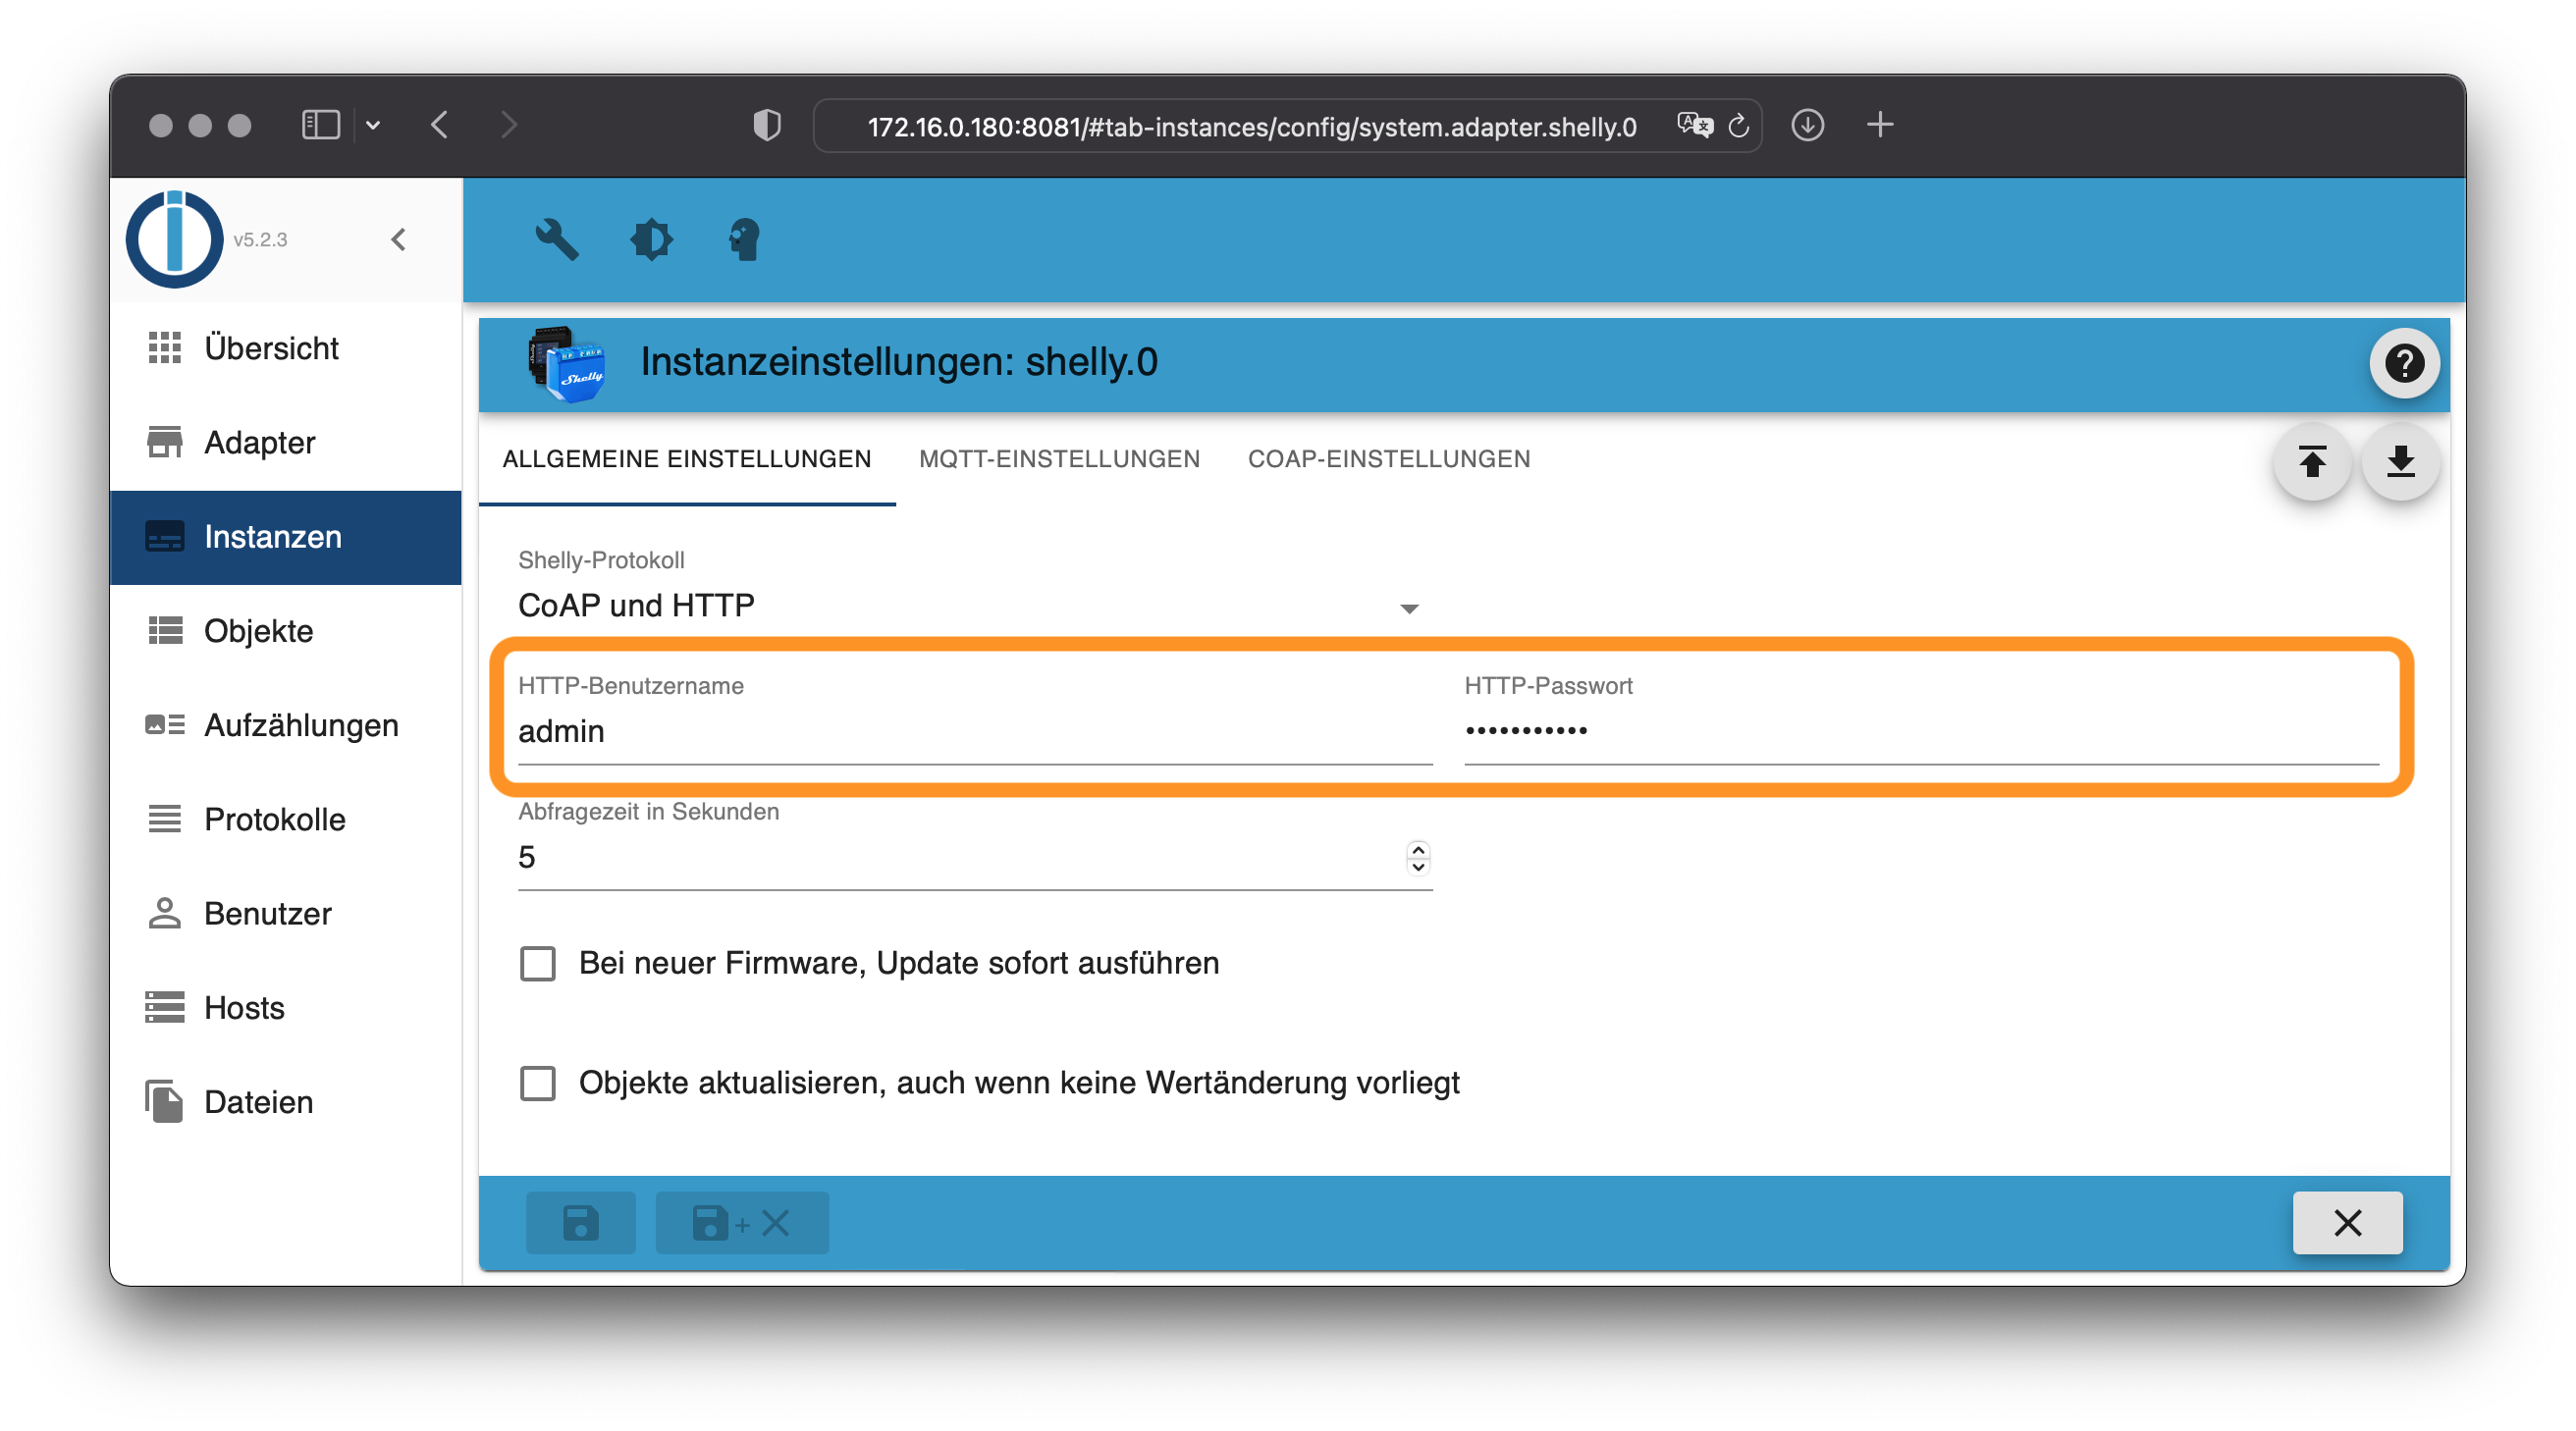 172.16.0.180:8081/#tab-instances/config/system.adapter.shelly.0
v5.2.3
Übersicht
Adapter
Instanzen
Objekte
Aufzählungen
Protokolle
Benutzer
Hosts
Dateien
Shelly
Instanzeinstellungen: shelly.0
ALLGEMEINE EINSTELLUNGEN MQTT-EINSTELLUNGEN COAP-EINSTELLUNGEN
Shelly-Protokoll
CoAP und HTTP
HTTP-Benutzername HTTP-Passwort
admin •••••••••••
Abfragezeit in Sekunden
5
Bei neuer Firmware, Update sofort ausführen
Objekte aktualisieren, auch wenn keine Wertänderung vorliegt
+